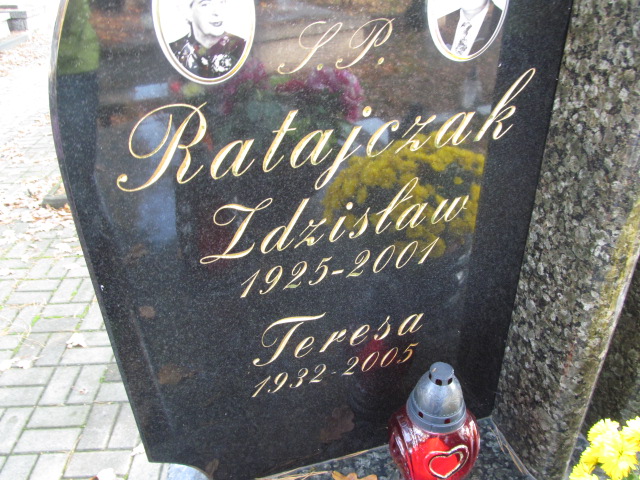 Ś.P.
Ratajczak
Zdzisław
1925-2001
Teresa
1932-2005